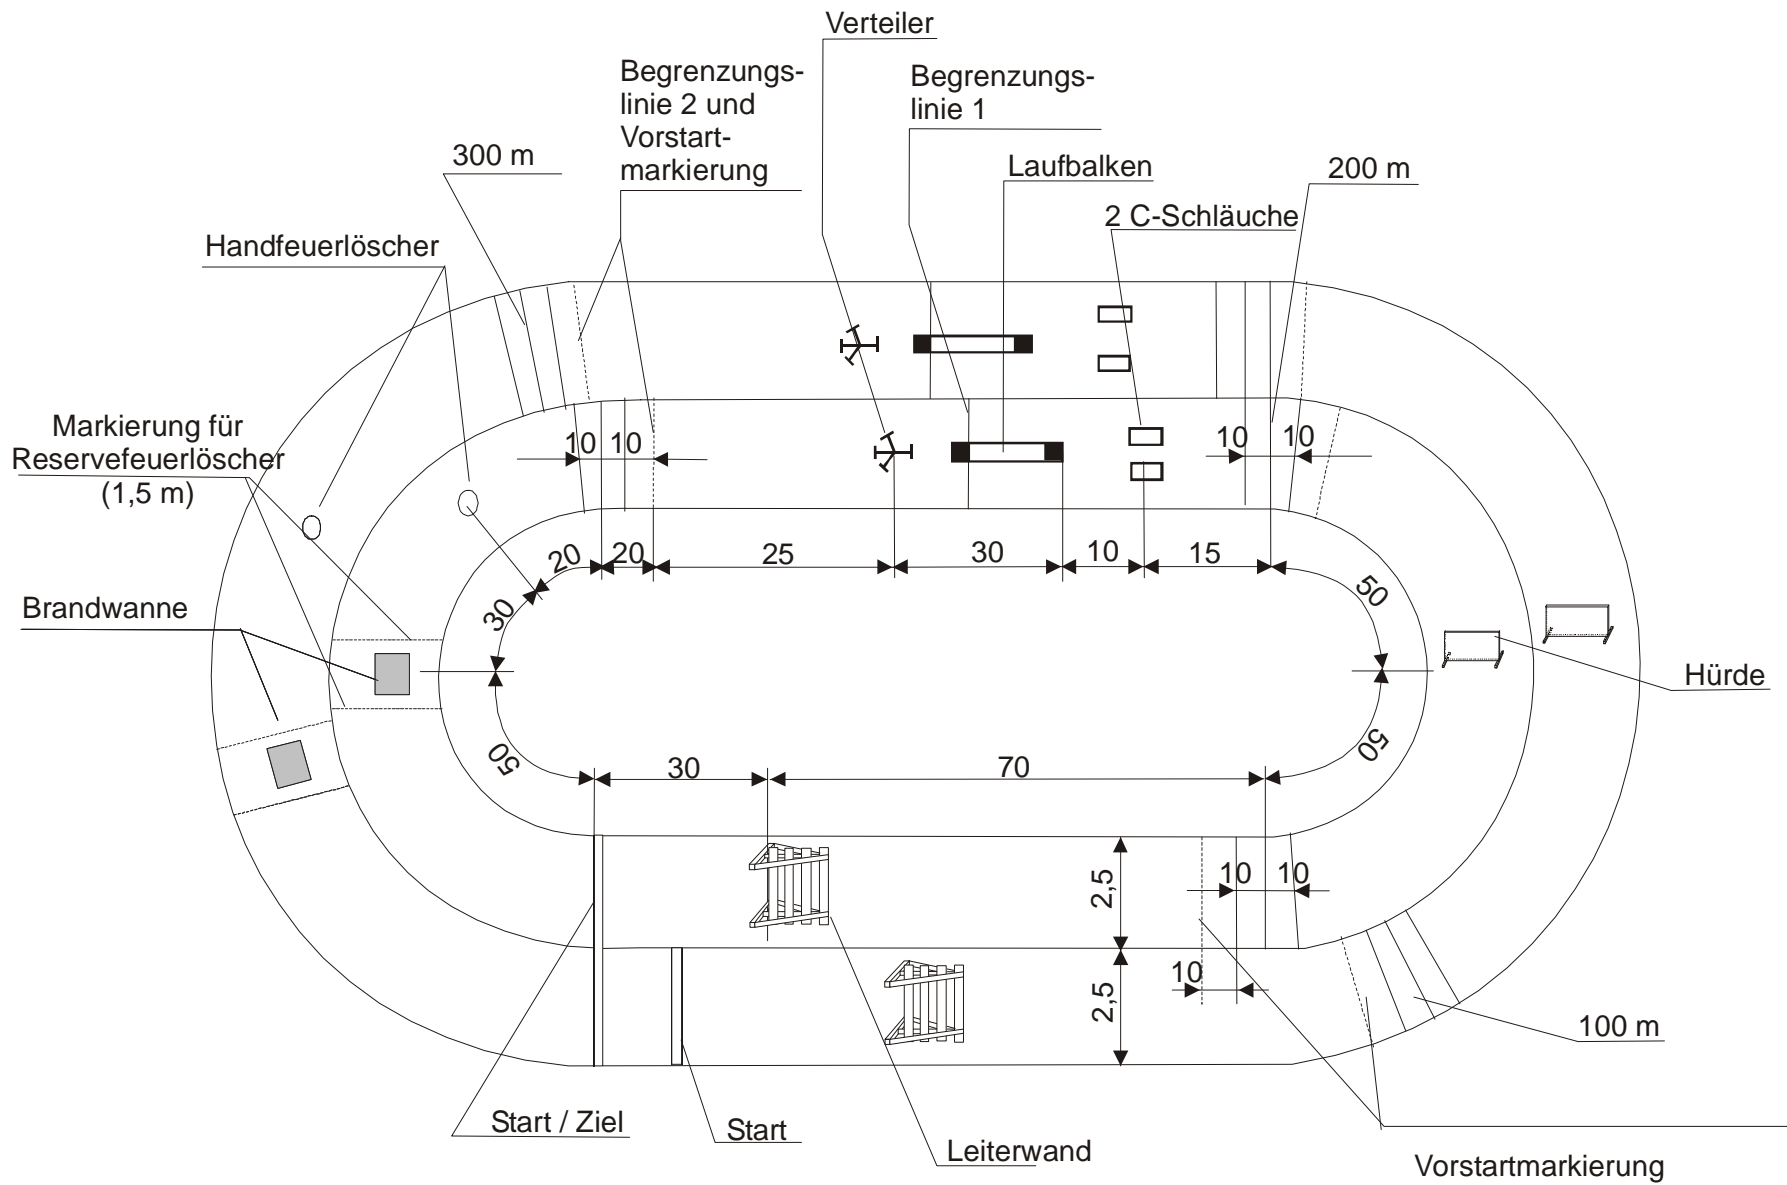 Verteiler
Begrenzungs-
linie 2 und
Vorstart-
markierung
Begrenzungs-
linie 1
300 m
Laufbalken
200 m
2 C-Schläuche
Handfeuerlöscher
Markierung für
Reservefeuerlöscher
(1,5 m)
10 10
10 10
20 20 25 30 10 15 50
30
Brandwanne
Hürde
50 30 70 50
2,5
10 10
10
2,5
100 m
Start / Ziel
Start
Leiterwand
Vorstartmarkierung